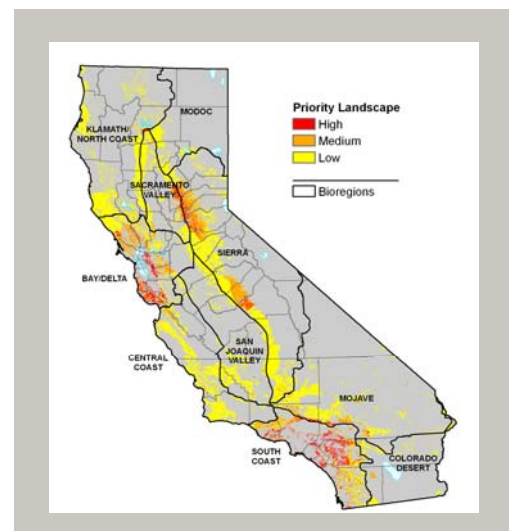 MODOC
KLAMATH/
NORTH COAST
Priority Landscape
High
Medium
Low
Bioregions
SACRAMENTO
VALLEY
SIERRA
BAY/DELTA
SAN
JOAQUIN
VALLEY
CENTRAL
COAST
MOJAVE
SOUTH
COAST
COLORADO
DESERT